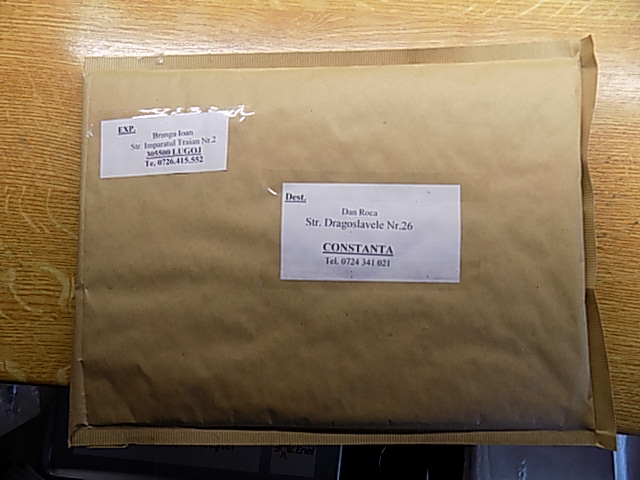 EXP.
Branga Ioan
Str. Imparatul Traian Nr.2
305500 LUGOJ
Te. 0726.415.552
Dest.
Dan Roca
Str. Dragoslavele Nr.26
CONSTANTA
Tel. 0724 341 021
Enel